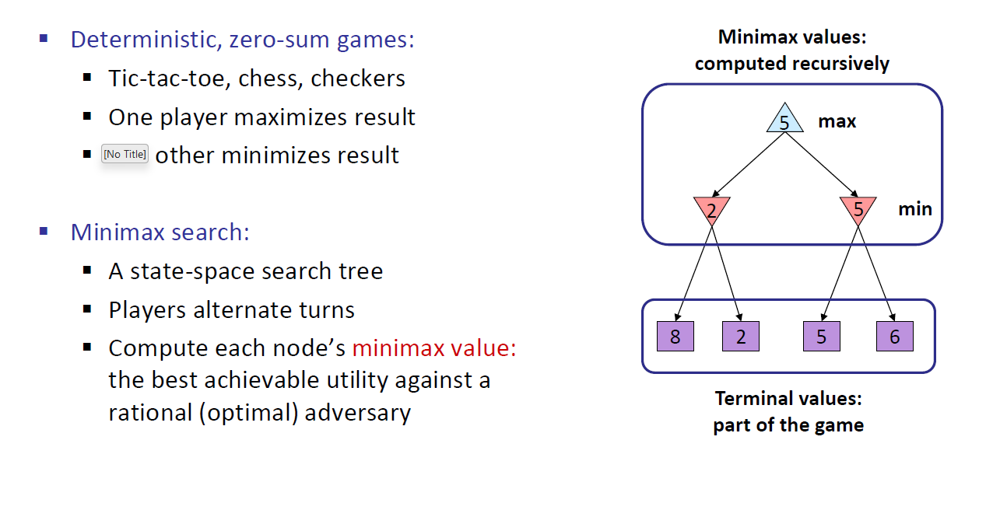 Deterministic, zero-sum games:
Tic-tac-toe, chess, checkers
One player maximizes result
[No Title] other minimizes result
Minimax search:
A state-space search tree
Players alternate turns
Compute each node’s minimax value:
the best achievable utility against a
rational (optimal) adversary
Minimax values:
computed recursively
5 max
2 5 min
8 2 5 6
Terminal values:
part of the game